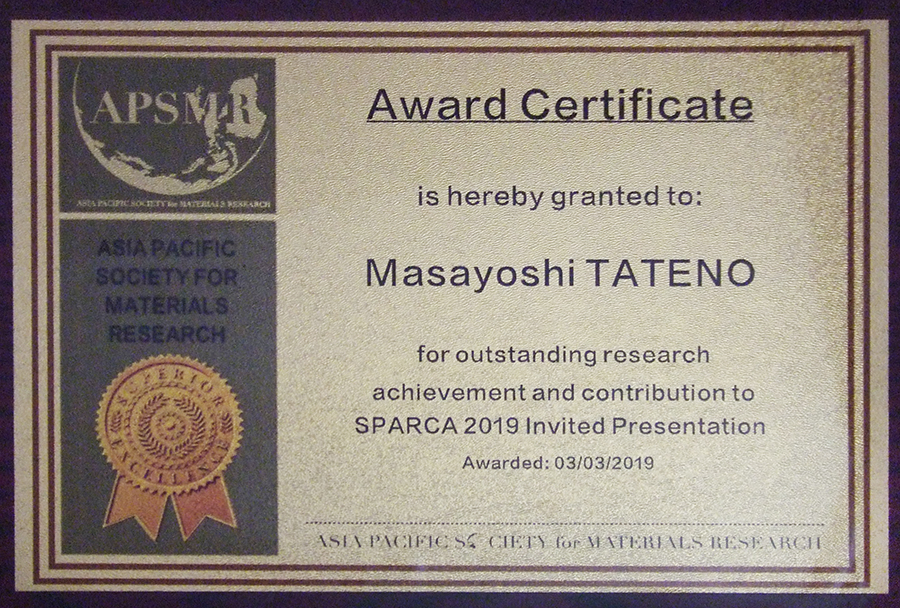 APSMR
ASIA PACIFIC SOCIETY for MATERIALS RESEARCH
ASIA PACIFIC
SOCIETY FOR
MATERIALS
RESEARCH
SUPERIOR
EXCELLENCE
Award Certificate
is hereby granted to:
Masayoshi TATENO
for outstanding research
achievement and contribution to
SPARCA 2019 Invited Presentation
Awarded: 03/03/2019
ASIA PACIFIC SOCIETY for MATERIALS RESEARCH